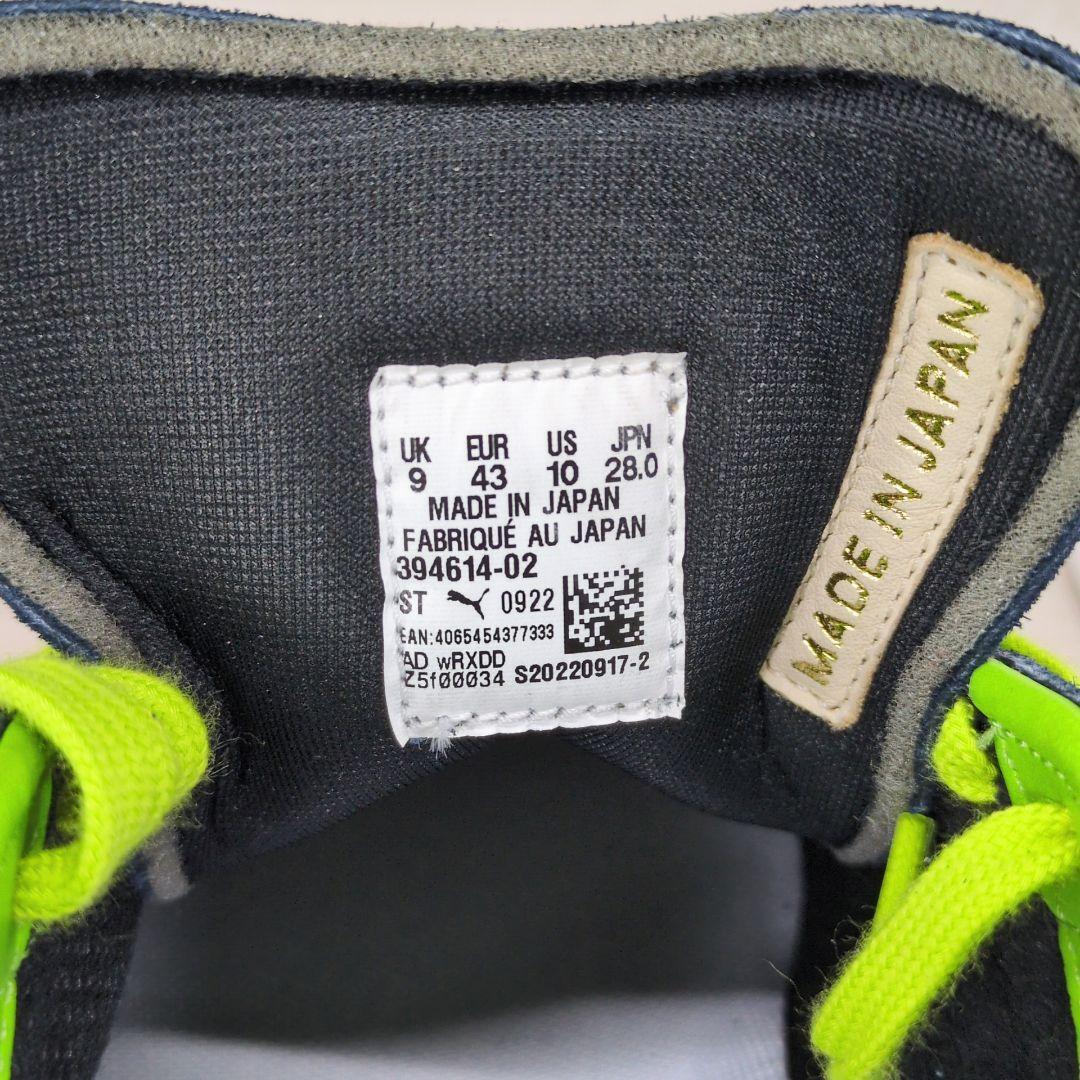 UK EUR US JPN
9 43 10 28.0
MADE IN JAPAN
FABRIQUÉ AU JAPAN
394614-02
ST 0922
EAN:4065454377333
AD wRXDD
Z5f00034 S20220917-2
MADE IN JAPAN